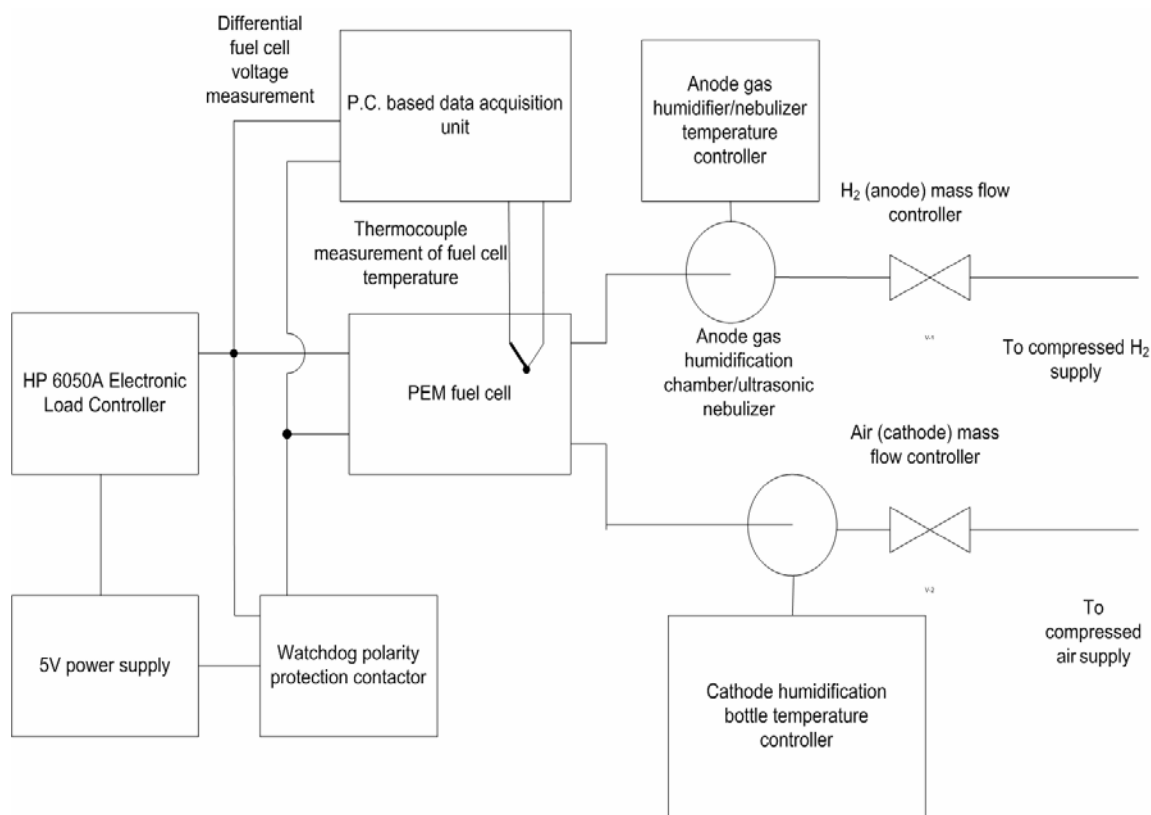 Differential
fuel cell
voltage
measurement
P.C. based data acquisition
unit
Anode gas
humidifier/nebulizer
temperature
controller
H₂ (anode) mass flow
controller
Thermocouple
measurement of fuel cell
temperature
HP 6050A Electronic
Load Controller
PEM fuel cell
Anode gas
humidification
chamber/ultrasonic
nebulizer
V-1
To compressed H₂
supply
Air (cathode) mass
flow controller
V-2
To
compressed
air supply
5V power supply
Watchdog polarity
protection contactor
Cathode humidification
bottle temperature
controller